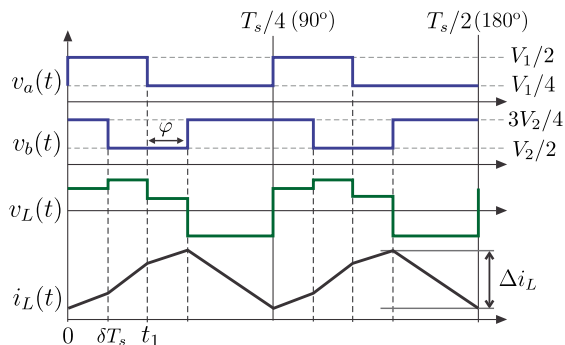 T_s/4 (90°) T_s/2 (180°)
v_a(t) V_1/2
V_1/4
v_b(t) φ 3V_2/4
V_2/2
v_L(t)
i_L(t) Δi_L
0 δT_s t_1